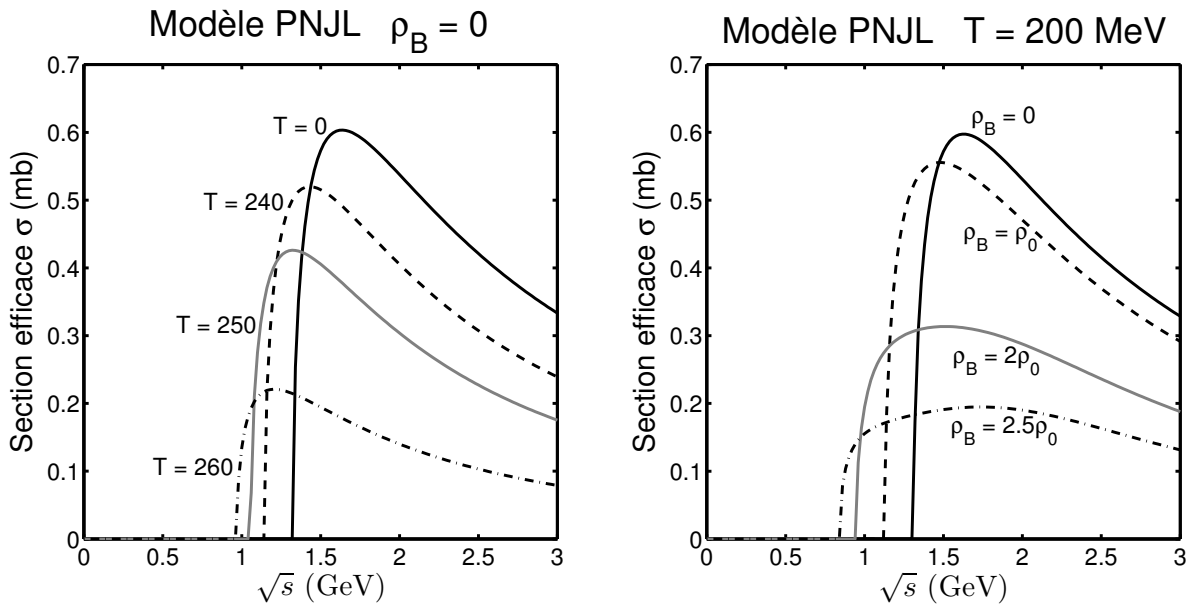 Modèle PNJL ρB = 0
Section efficace σ (mb)
0.7
0.6
0.5
0.4
0.3
0.2
0.1
0
T = 0
T = 240
T = 250
T = 260
0
0.5
1
1.5
2
2.5
3
√s (GeV)
Modèle PNJL T = 200 MeV
Section efficace σ (mb)
0.7
0.6
0.5
0.4
0.3
0.2
0.1
0
ρB = 0
ρB = ρ0
ρB = 2ρ0
ρB = 2.5ρ0
0
0.5
1
1.5
2
2.5
3
√s (GeV)